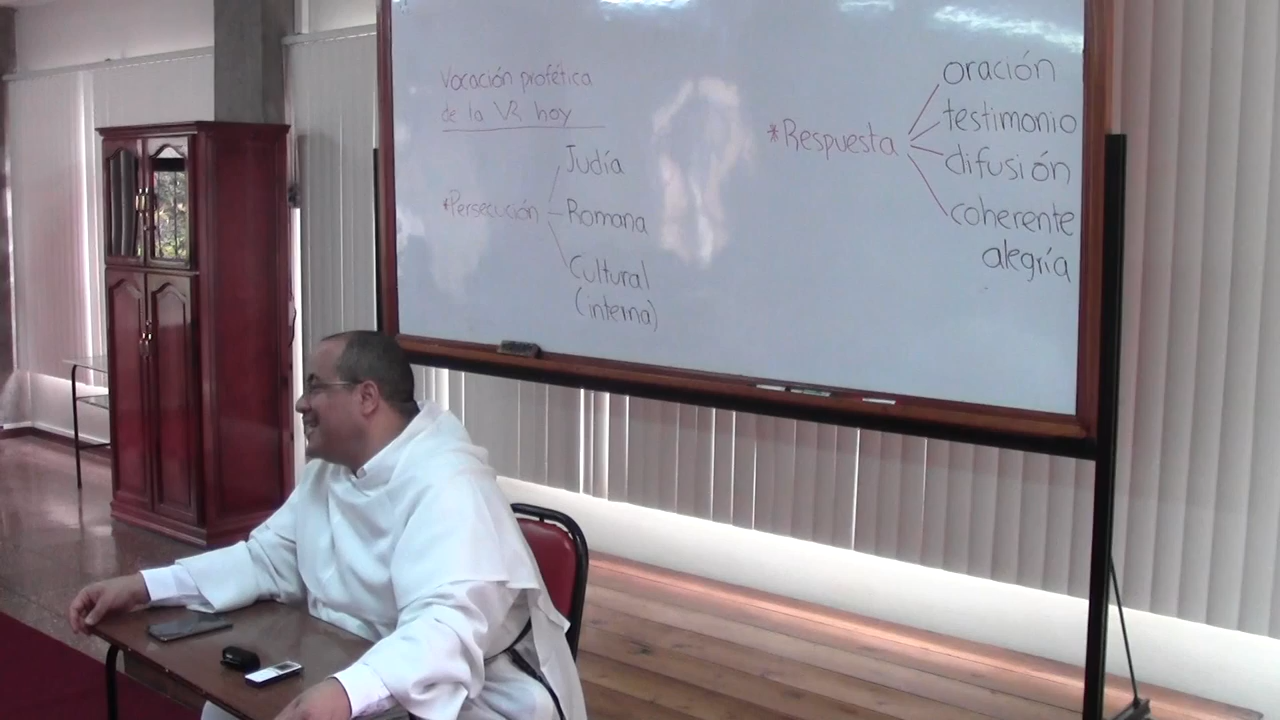 Vocación profética
de la VR hoy
*Persecución
Judía
Romana
Cultural
(interna)
*Respuesta
oración
testimonio
difusión
coherente
alegría